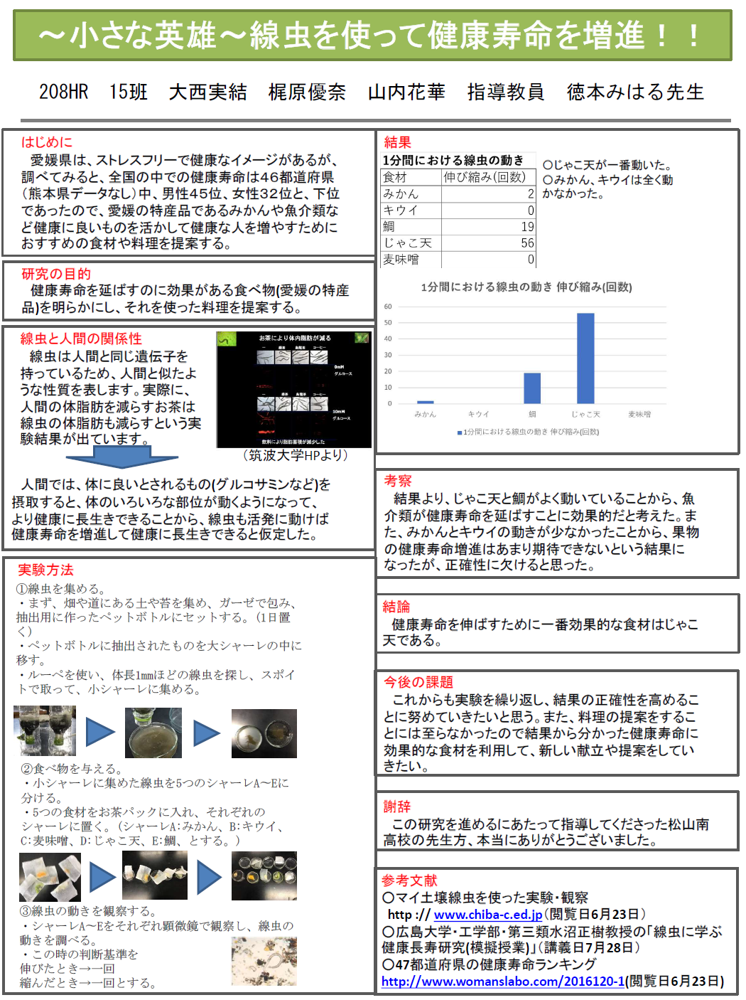 ～小さな英雄～線虫を使って健康寿命を増進！！
208HR　15班　大西実結　梶原優奈　山内花華　指導教員　徳本みはる先生
はじめに
愛媛県は、ストレスフリーで健康なイメージがあるが、
調べてみると、全国の中での健康寿命は４６都道府県
（熊本県データなし）中、男性４５位、女性３２位と、下位
であったので、愛媛の特産品であるみかんや魚介類な
ど健康に良いものを活かして健康な人を増やすために
おすすめの食材や料理を提案する。
研究の目的
健康寿命を延ばすのに効果がある食べ物(愛媛の特産
品)を明らかにし、それを使った料理を提案する。
線虫と人間の関係性
線虫は人間と同じ遺伝子を
持っているため、人間と似たよ
うな性質を表します。実際に、
人間の体脂肪を減らすお茶は
線虫の体脂肪も減らすという実
験結果が出ています。
お茶により体内脂肪が減る
－　緑茶　烏龍茶　コーヒー
0mM
グルコース
－　緑茶　烏龍茶　コーヒー
10mM
グルコース
飲料により脂肪蓄積が減少した
（筑波大学HPより）
人間では、体に良いとされるもの(グルコサミンなど)を
摂取すると、体のいろいろな部位が動くようになって、
より健康に長生きできることから、線虫も活発に動けば
健康寿命を増進して健康に長生きできると仮定した。
実験方法
①線虫を集める。
・まず、畑や道にある土や苔を集め、ガーゼで包み、
抽出用に作ったペットボトルにセットする。(1日置
く)
・ペットボトルに抽出されたものを大シャーレの中に
移す。
・ルーペを使い、体長1mmほどの線虫を探し、スポイ
トで取って、小シャーレに集める。
②食べ物を与える。
・小シャーレに集めた線虫を5つのシャーレA～Eに
分ける。
・5つの食材をお茶パックに入れ、それぞれの
シャーレに置く。(シャーレA:みかん、B:キウイ、
C:麦味噌、D:じゃこ天、E:鯛、とする。)
③線虫の動きを観察する。
・シャーレA～Eをそれぞれ顕微鏡で観察し、線虫の
動きを調べる。
・この時の判断基準を
伸びたとき→一回
縮んだとき→一回とする。
結果
1分間における線虫の動き
食材　伸び縮み(回数)
みかん　2
キウイ　0
鯛　19
じゃこ天　56
麦味噌　0
〇じゃこ天が一番動いた。
〇みかん、キウイは全く動
かなかった。
1分間における線虫の動き 伸び縮み(回数)
60
50
40
30
20
10
0
みかん　キウイ　鯛　じゃこ天　麦味噌
1分間における線虫の動き 伸び縮み(回数)
考察
結果より、じゃこ天と鯛がよく動いていることから、魚
介類が健康寿命を延ばすことに効果的だと考えた。ま
た、みかんとキウイの動きが少なかったことから、果物
の健康寿命増進はあまり期待できないという結果に
なったが、正確性に欠けると思った。
結論
健康寿命を伸ばすために一番効果的な食材はじゃこ
天である。
今後の課題
これからも実験を繰り返し、結果の正確性を高めるこ
とに努めていきたいと思う。また、料理の提案をするこ
とには至らなかったので結果から分かった健康寿命に
効果的な食材を利用して、新しい献立や提案をしてい
きたい。
謝辞
この研究を進めるにあたって指導してくださった松山南
高校の先生方、本当にありがとうございました。
参考文献
〇マイ土壌線虫を使った実験・観察
http :// www.chiba-c.ed.jp（閲覧日６月２３日）
〇広島大学・工学部・第三類水沼正樹教授の「線虫に学ぶ
健康長寿研究(模擬授業)」（講義日７月２８日）
〇47都道府県の健康寿命ランキング
http://www.womanslabo.com/2016120-1(閲覧日６月２３日)